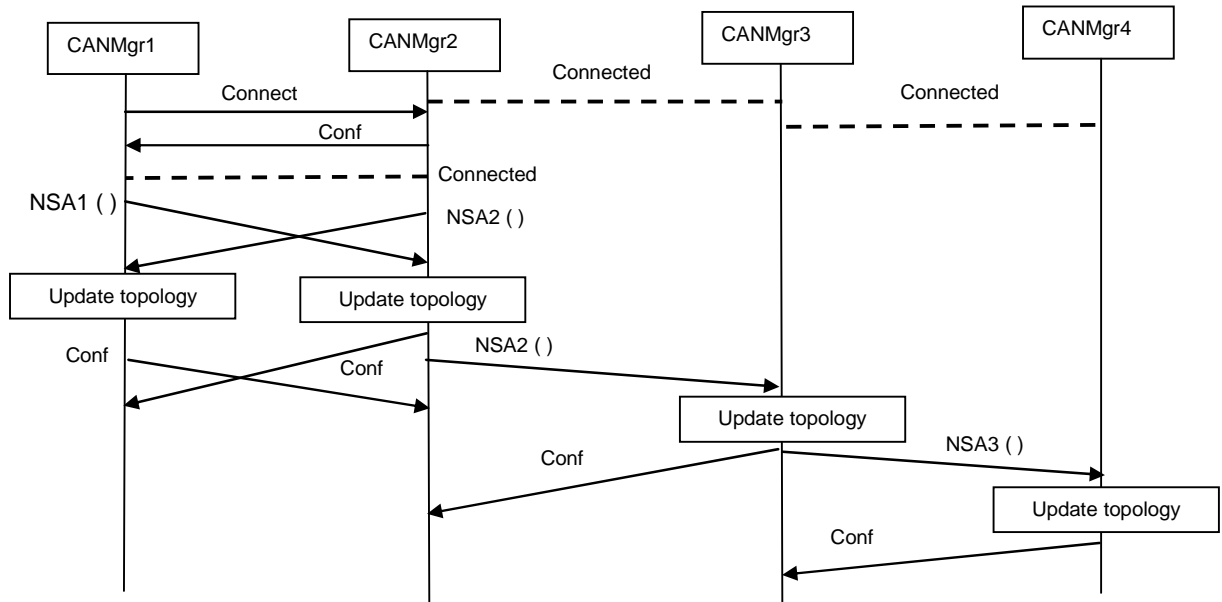 CANMgr1
CANMgr2
CANMgr3
CANMgr4
Connected
Connect
Connected
Conf
Connected
NSA1 ( )
NSA2 ( )
Update topology
Update topology
Conf
Conf
NSA2 ( )
Update topology
Conf
NSA3 ( )
Update topology
Conf